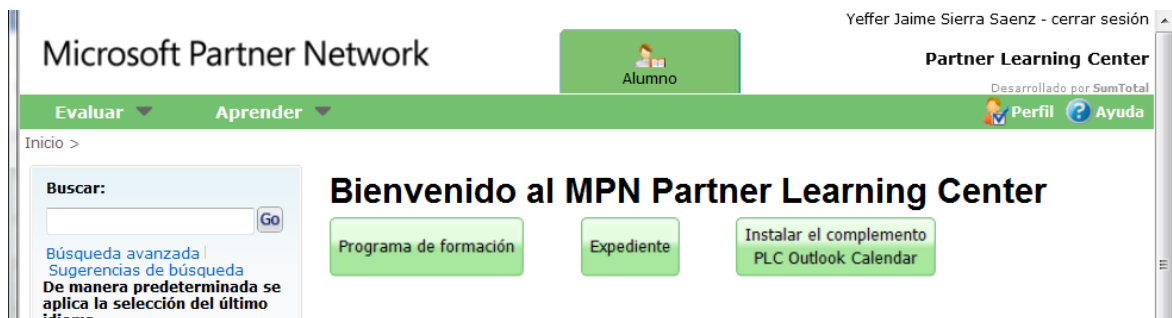 Yeffer Jaime Sierra Saenz - cerrar sesión
Microsoft Partner Network
Alumno
Partner Learning Center
Desarrollado por SumTotal
Evaluar
Aprender
Perfil
Ayuda
Inicio >
Buscar:
Go
Búsqueda avanzada
Sugerencias de búsqueda
De manera predeterminada se
aplica la selección del último
Bienvenido al MPN Partner Learning Center
Programa de formación
Expediente
Instalar el complemento
PLC Outlook Calendar